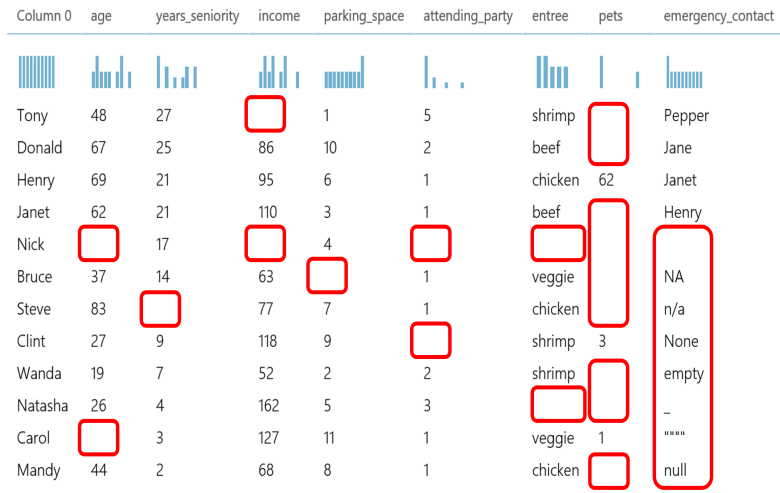 Column 0 age years_seniority income parking_space attending_party entree pets emergency_contact
Tony 48 27 1 5 shrimp Pepper
Donald 67 25 86 10 2 beef Jane
Henry 69 21 95 6 1 chicken 62 Janet
Janet 62 21 110 3 1 beef Henry
Nick 17 4
Bruce 37 14 63 1 veggie NA
Steve 83 77 7 1 chicken n/a
Clint 27 9 118 9 shrimp 3 None
Wanda 19 7 52 2 2 shrimp empty
Natasha 26 4 162 5 3 _
Carol 3 127 11 1 veggie 1 """"
Mandy 44 2 68 8 1 chicken null